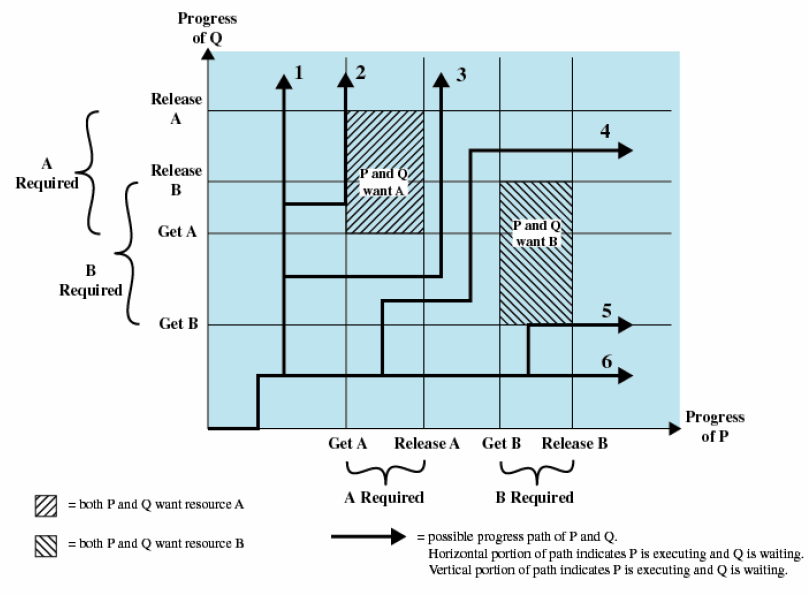 Progress
of Q
1
2
3
Release
A
4
A
Required
Release
B
P and Q
want A
P and Q
want B
Get A
B
Required
Get B
5
6
Progress
of P
Get A
Release A
Get B
Release B
A Required
B Required
= both P and Q want resource A
= both P and Q want resource B
= possible progress path of P and Q.
Horizontal portion of path indicates P is executing and Q is waiting.
Vertical portion of path indicates P is executing and Q is waiting.